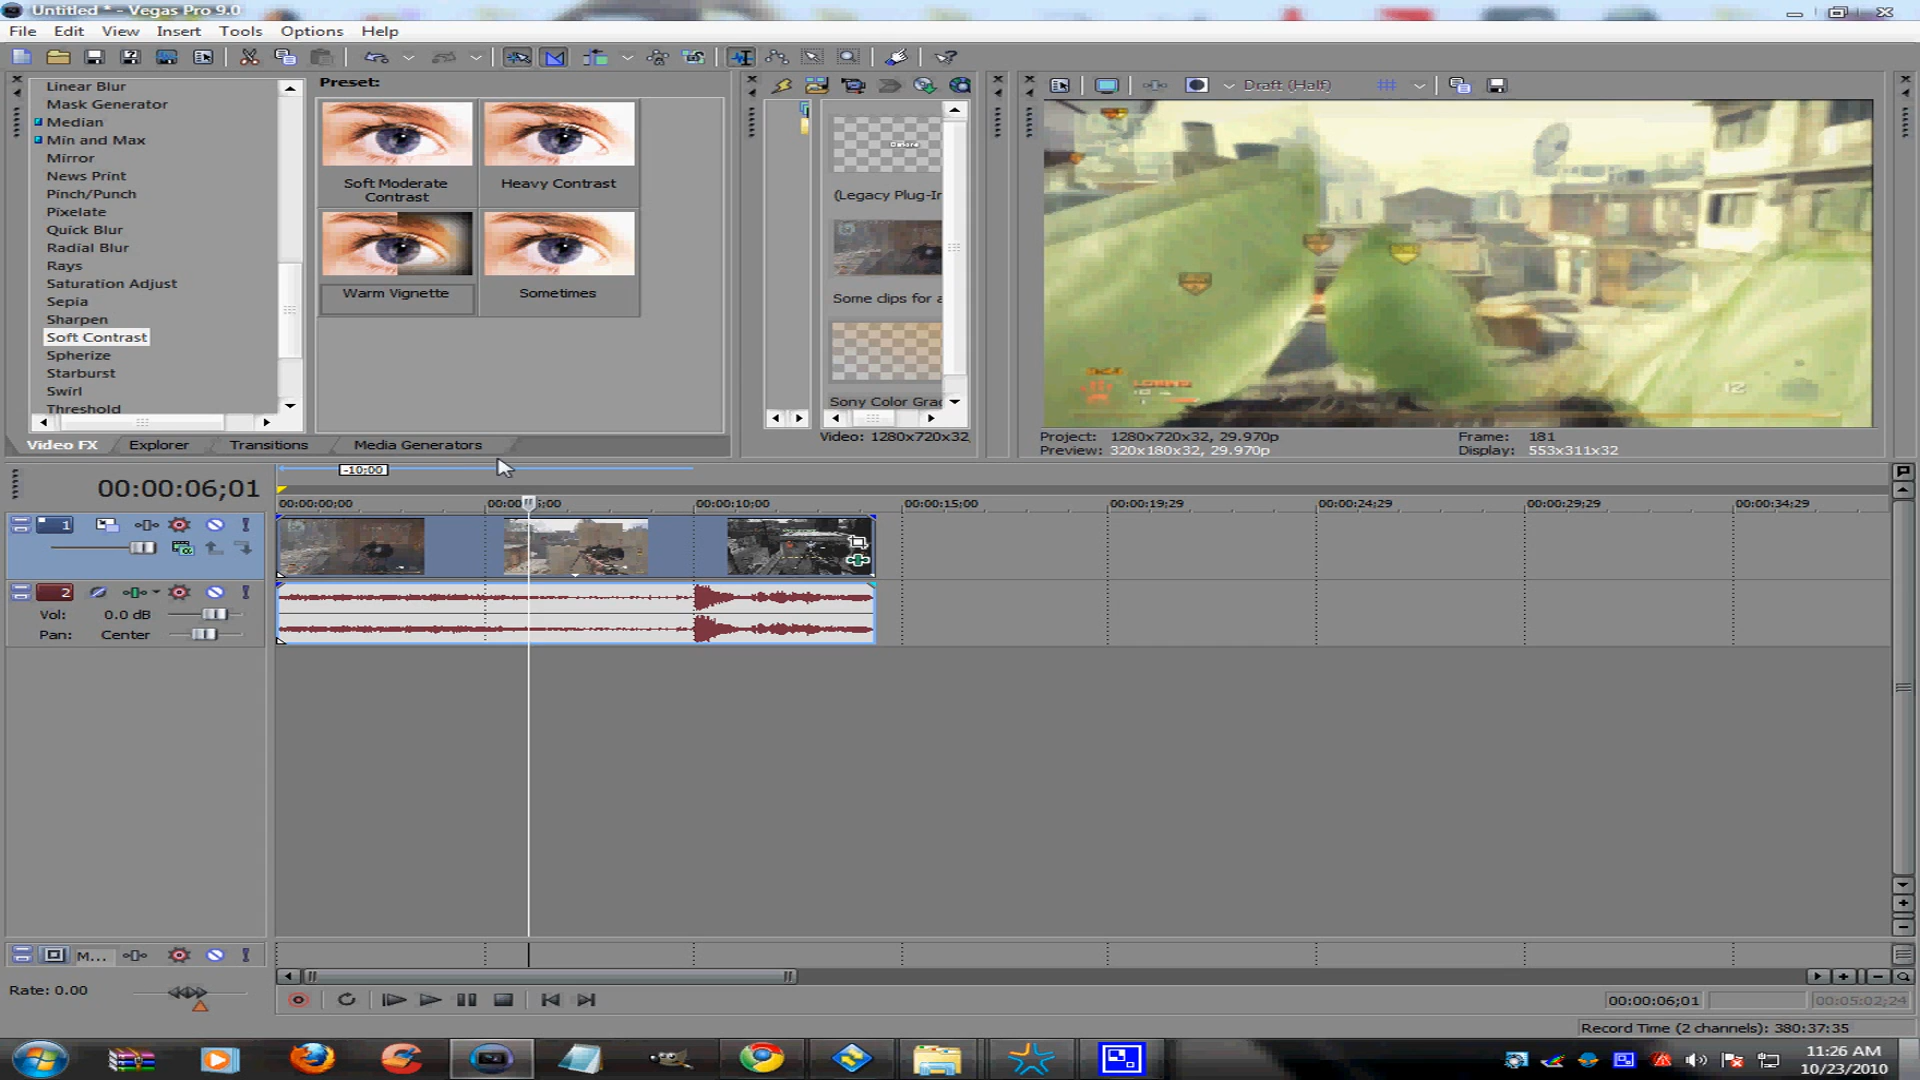 Untitled * - Vegas Pro 9.0
File Edit View Insert Tools Options Help
Linear Blur
Mask Generator
Median
Min and Max
Mirror
News Print
Pinch/Punch
Pixelate
Quick Blur
Radial Blur
Rays
Saturation Adjust
Sepia
Sharpen
Soft Contrast
Spherize
Starburst
Swirl
Threshold
Preset:
Soft Moderate
Contrast
Heavy Contrast
Warm Vignette
Sometimes
Video FX Explorer Transitions Media Generators
(Legacy Plug-In
Some clips for a
Sony Color Grad
Video: 1280x720x32,
Draft (Half)
Project: 1280x720x32, 29.970p
Preview: 320x180x32, 29.970p
Frame: 181
Display: 553x311x32
-10;00
00:00:06;01
00:00:00;00
00:00:10;00
00:00:15;00
00:00:19;29
00:00:24;29
00:00:29;29
00:00:34;29
1
2
Vol: 0.0 dB
Pan: Center
M...
Rate: 0.00
00:00:06;01
00:05:02;24
Record Time (2 channels): 380:37:35
11:26 AM
10/23/2010